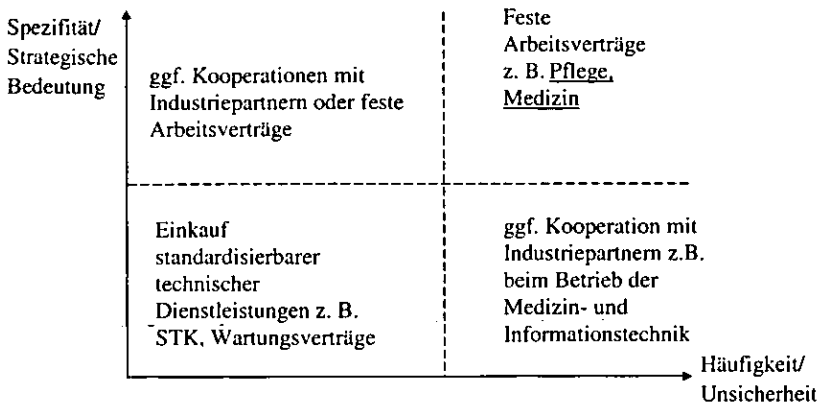 Spezifität/
Strategische
Bedeutung
ggf. Kooperationen mit
Industriepartnern oder feste
Arbeitsverträge
Feste
Arbeitsverträge
z. B. Pflege,
Medizin
Einkauf
standardisierbarer
technischer
Dienstleistungen z. B.
STK, Wartungsverträge
ggf. Kooperation mit
Industriepartnern z.B.
beim Betrieb der
Medizin- und
Informationstechnik
Häufigkeit/
Unsicherheit